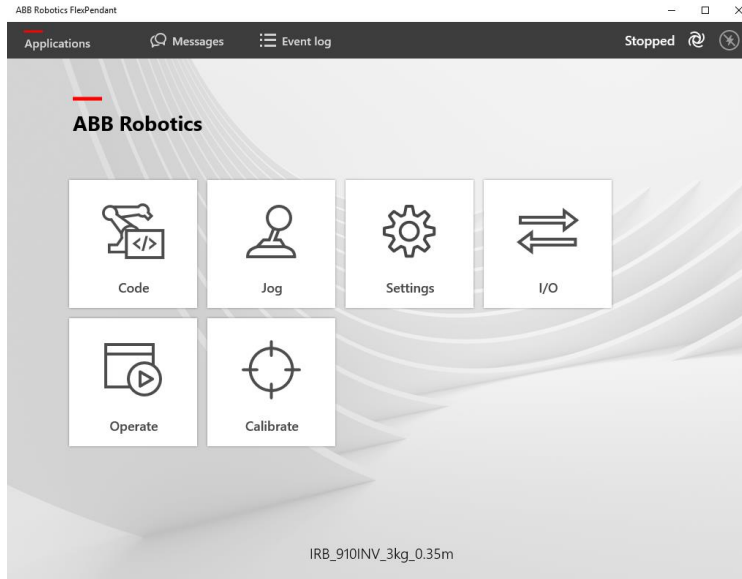 ABB Robotics FlexPendant
Applications Messages Event log Stopped
ABB Robotics
</>
Code Jog Settings I/O
Operate Calibrate
IRB_910INV_3kg_0.35m